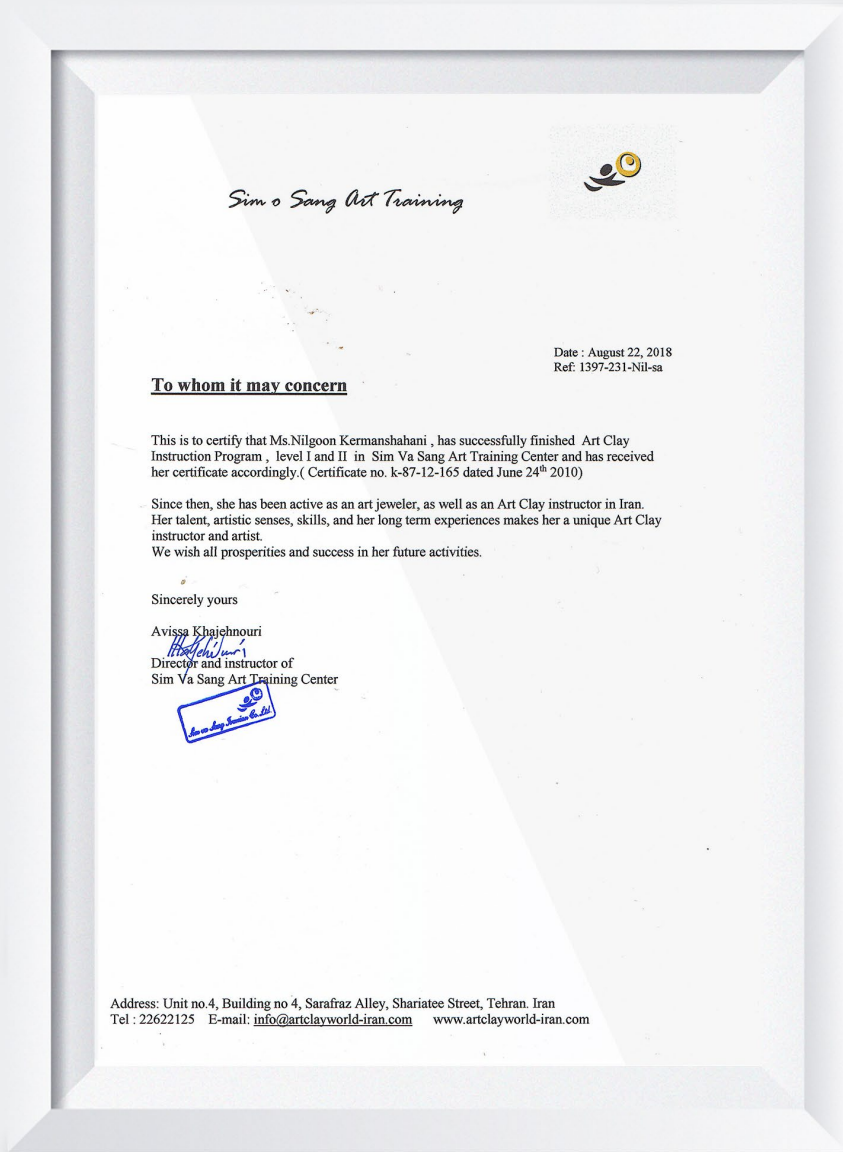 Sim o Sang Art Training
Date : August 22, 2018
Ref: 1397-231-Nil-sa
To whom it may concern
This is to certify that Ms.Nilgoon Kermanshahani , has successfully finished Art Clay
Instruction Program , level I and II in Sim Va Sang Art Training Center and has received
her certificate accordingly.( Certificate no. k-87-12-165 dated June 24th 2010)
Since then, she has been active as an art jeweler, as well as an Art Clay instructor in Iran.
Her talent, artistic senses, skills, and her long term experiences makes her a unique Art Clay
instructor and artist.
We wish all prosperities and success in her future activities.
Sincerely yours
Avissa Khajehnouri
Director and instructor of
Sim Va Sang Art Training Center
Sim va Sang Iranian Co. Ltd.
Address: Unit no.4, Building no 4, Sarafraz Alley, Shariatee Street, Tehran. Iran
Tel : 22622125 E-mail: info@artclayworld-iran.com www.artclayworld-iran.com